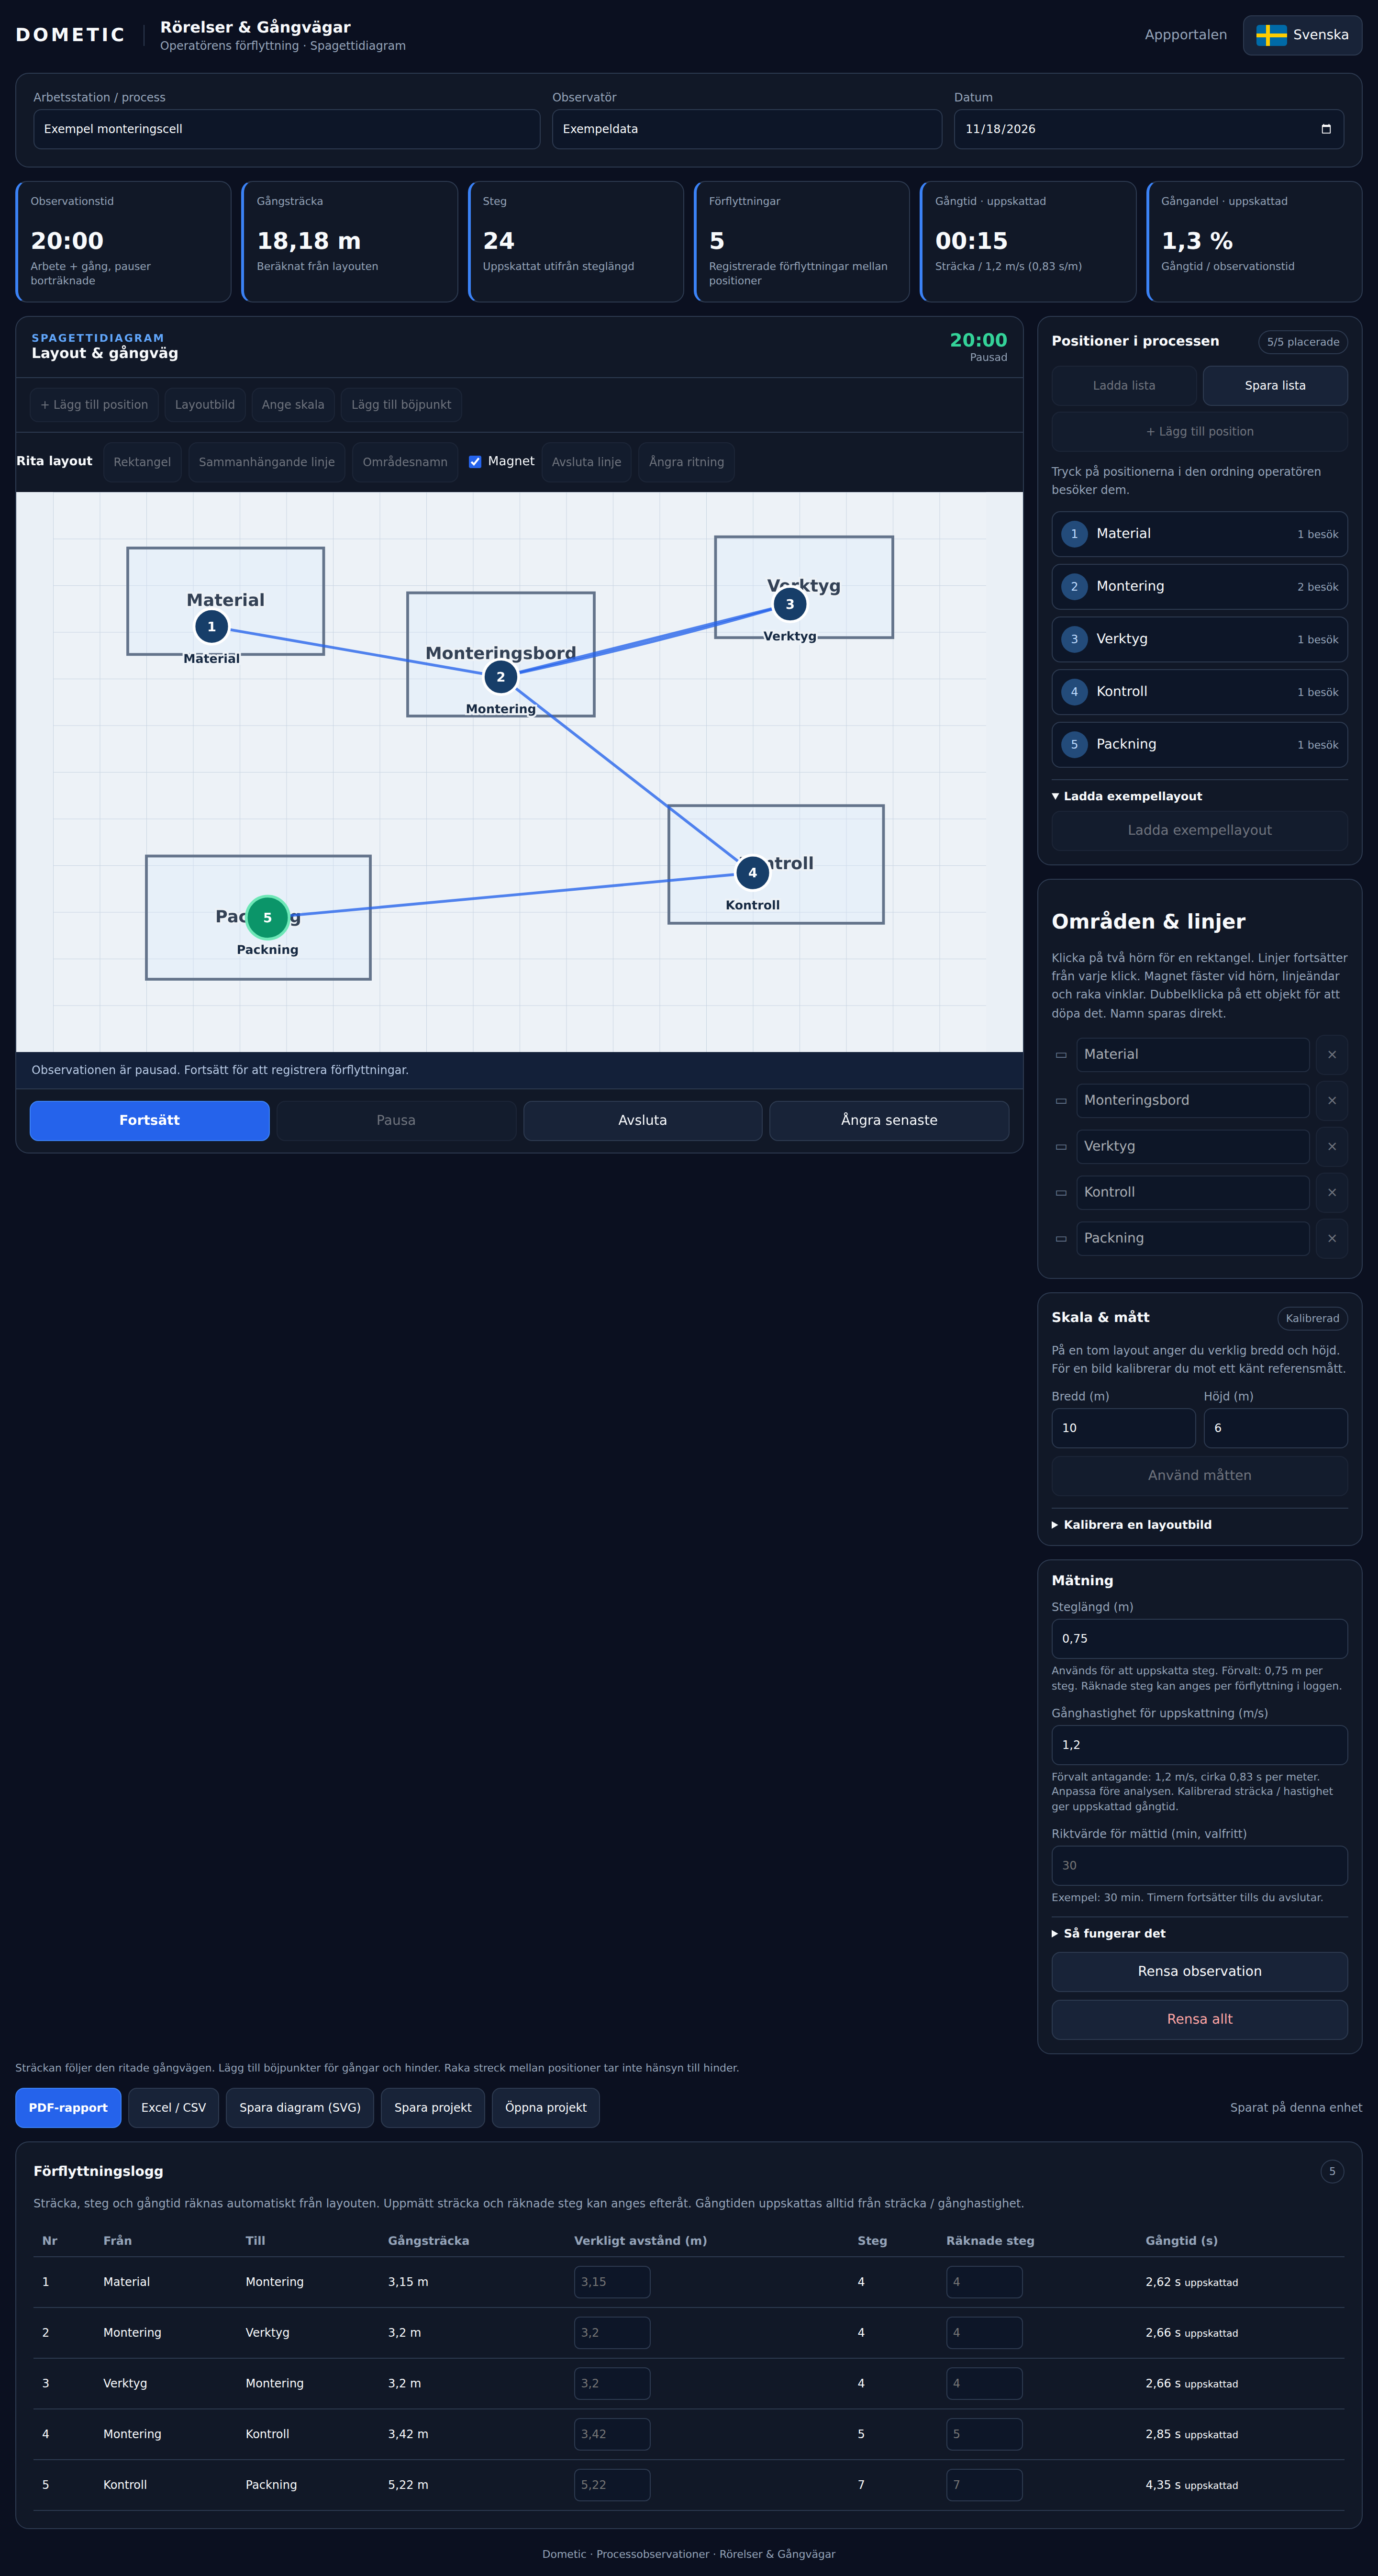 DOMETIC
Rörelser & Gångvägar
Operatörens förflyttning · Spagettidiagram
Appportalen
Svenska
Arbetsstation / process
Exempel monteringscell
Observatör
Exempeldata
Datum
11/18/2026
Observationstid
20:00
Arbete + gång, pauser
borträknade
Gångsträcka
18,18 m
Beräknat från layouten
Steg
24
Uppskattat utifrån steglängd
Förflyttningar
5
Registrerade förflyttningar mellan
positioner
Gångtid · uppskattad
00:15
Sträcka / 1,2 m/s (0,83 s/m)
Gångandel · uppskattad
1,3 %
Gångtid / observationstid
SPAGETTIDIAGRAM
Layout & gångväg
20:00
Pausad
+ Lägg till position
Layoutbild
Ange skala
Lägg till böjpunkt
Rita layout
Rektangel
Sammanhängande linje
Områdesnamn
Magnet
Avsluta linje
Ångra ritning
Material
1
Material
Monteringsbord
2
Montering
Verktyg
3
Verktyg
4
Kontroll
5
Packning
Observationen är pausad. Fortsätt för att registrera förflyttningar.
Fortsätt
Pausa
Avsluta
Ångra senaste
Positioner i processen
5/5 placerade
Ladda lista
Spara lista
+ Lägg till position
Tryck på positionerna i den ordning operatören
besöker dem.
1 Material 1 besök
2 Montering 2 besök
3 Verktyg 1 besök
4 Kontroll 1 besök
5 Packning 1 besök
Ladda exempellayout
Ladda exempellayout
Områden & linjer
Klicka på två hörn för en rektangel. Linjer fortsätter
från varje klick. Magnet fäster vid hörn, linjeändar
och raka vinklar. Dubbelklicka på ett objekt för att
döpa det. Namn sparas direkt.
Material ×
Monteringsbord ×
Verktyg ×
Kontroll ×
Packning ×
Skala & mått
Kalibrerad
På en tom layout anger du verklig bredd och höjd.
För en bild kalibrerar du mot ett känt referensmått.
Bredd (m)
Höjd (m)
10
6
Använd måtten
Kalibrera en layoutbild
Mätning
Steglängd (m)
0,75
Används för att uppskatta steg. Förvalt: 0,75 m per
steg. Räknade steg kan anges per förflyttning i loggen.
Gånghastighet för uppskattning (m/s)
1,2
Förvalt antagande: 1,2 m/s, cirka 0,83 s per meter.
Anpassa före analysen. Kalibrerad sträcka / hastighet
ger uppskattad gångtid.
Riktvärde för mättid (min, valfritt)
30
Exempel: 30 min. Timern fortsätter tills du avslutar.
Så fungerar det
Rensa observation
Rensa allt
Sträckan följer den ritade gångvägen. Lägg till böjpunkter för gångar och hinder. Raka streck mellan positioner tar inte hänsyn till hinder.
PDF-rapport
Excel / CSV
Spara diagram (SVG)
Spara projekt
Öppna projekt
Sparat på denna enhet
Förflyttningslogg
5
Sträcka, steg och gångtid räknas automatiskt från layouten. Uppmätt sträcka och räknade steg kan anges efteråt. Gångtiden uppskattas alltid från sträcka / gånghastighet.
Nr Från Till Gångsträcka Verkligt avstånd (m) Steg Räknade steg Gångtid (s)
1 Material Montering 3,15 m 3,15 4 4 2,62 s uppskattad
2 Montering Verktyg 3,2 m 3,2 4 4 2,66 s uppskattad
3 Verktyg Montering 3,2 m 3,2 4 4 2,66 s uppskattad
4 Montering Kontroll 3,42 m 3,42 5 5 2,85 s uppskattad
5 Kontroll Packning 5,22 m 5,22 7 7 4,35 s uppskattad
Dometic · Processobservationer · Rörelser & Gångvägar